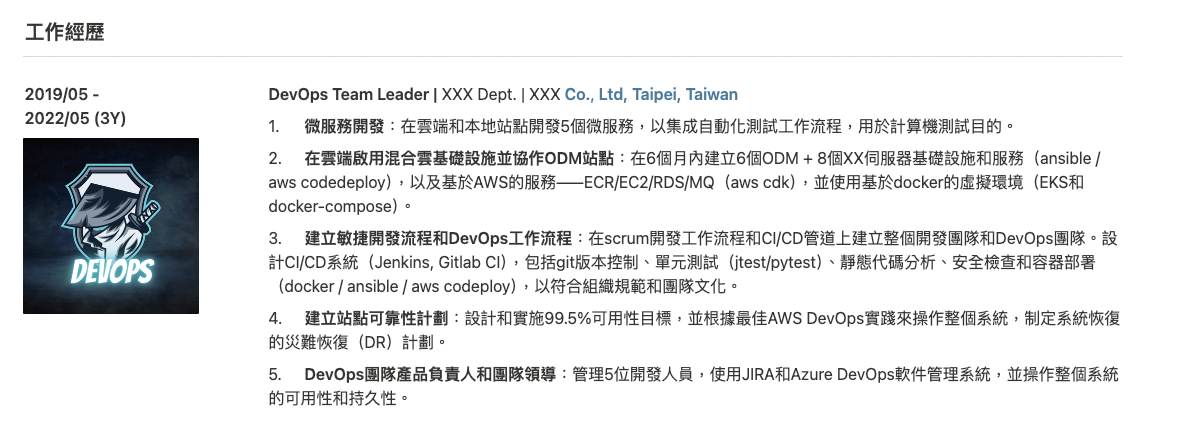 工作經歷
2019/05 -
2022/05 (3Y)
DEVOPS
DevOps Team Leader | XXX Dept. | XXX Co., Ltd, Taipei, Taiwan
1. 微服務開發：在雲端和本地站點開發5個微服務，以集成自動化測試工作流程，用於計算機測試目的。
2. 在雲端啟用混合雲基礎設施並協作ODM站點：在6個月內建立6個ODM + 8個XX伺服器基礎設施和服務（ansible /
aws codedeploy），以及基於AWS的服務——ECR/EC2/RDS/MQ（aws cdk），並使用基於docker的虛擬環境（EKS和
docker-compose）。
3. 建立敏捷開發流程和DevOps工作流程：在scrum開發工作流程和CI/CD管道上建立整個開發團隊和DevOps團隊。設
計CI/CD系統（Jenkins, Gitlab CI），包括git版本控制、單元測試（jtest/pytest）、靜態代碼分析、安全檢查和容器部署
（docker / ansible / aws codeploy），以符合組織規範和團隊文化。
4. 建立站點可靠性計劃：設計和實施99.5%可用性目標，並根據最佳AWS DevOps實踐來操作整個系統，制定系統恢復
的災難恢復（DR）計劃。
5. DevOps團隊產品負責人和團隊領導：管理5位開發人員，使用JIRA和Azure DevOps軟件管理系統，並操作整個系統
的可用性和持久性。